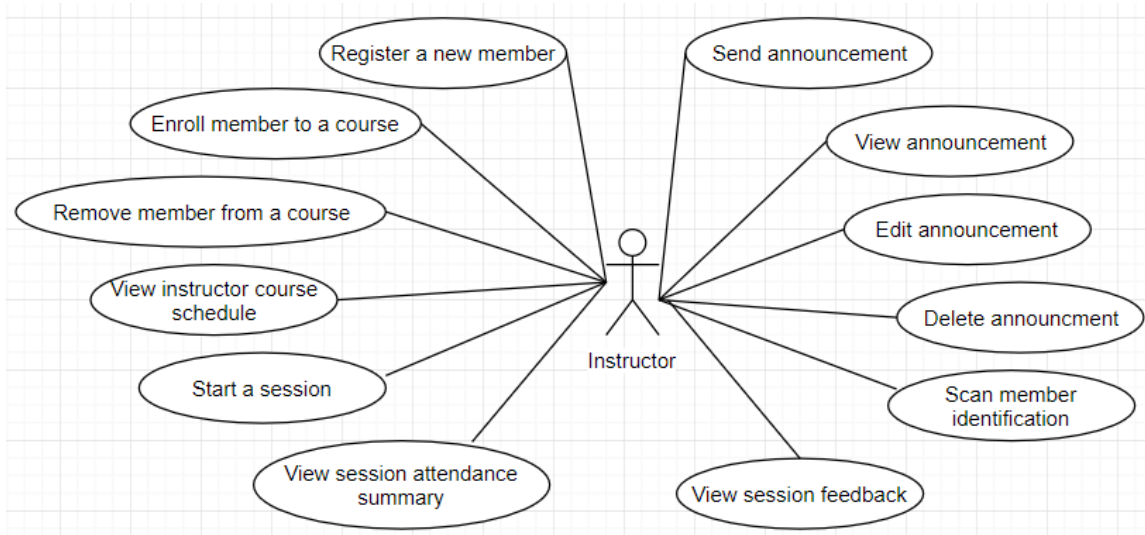 Register a new member
Send announcement
Enroll member to a course
View announcement
Remove member from a course
Edit announcement
View instructor course
schedule
Delete announcment
Instructor
Start a session
Scan member
identification
View session attendance
summary
View session feedback